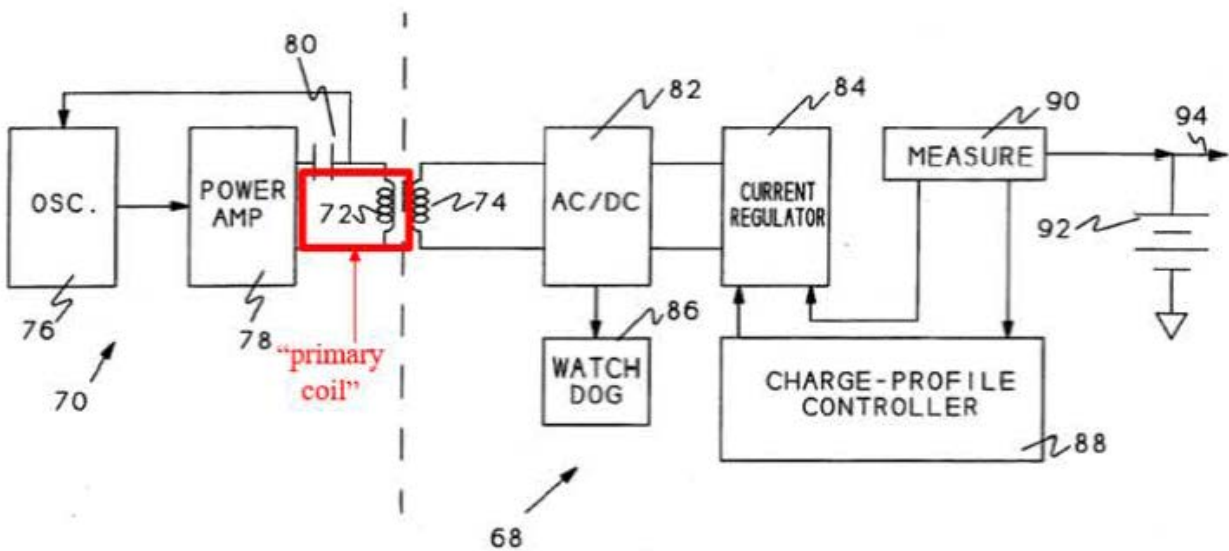 80
82
84
90
94
OSC.
POWER
AMP
72
74
AC/DC
CURRENT
REGULATOR
MEASURE
92
76
78
"primary
coil"
86
WATCH
DOG
CHARGE-PROFILE
CONTROLLER
88
70
68